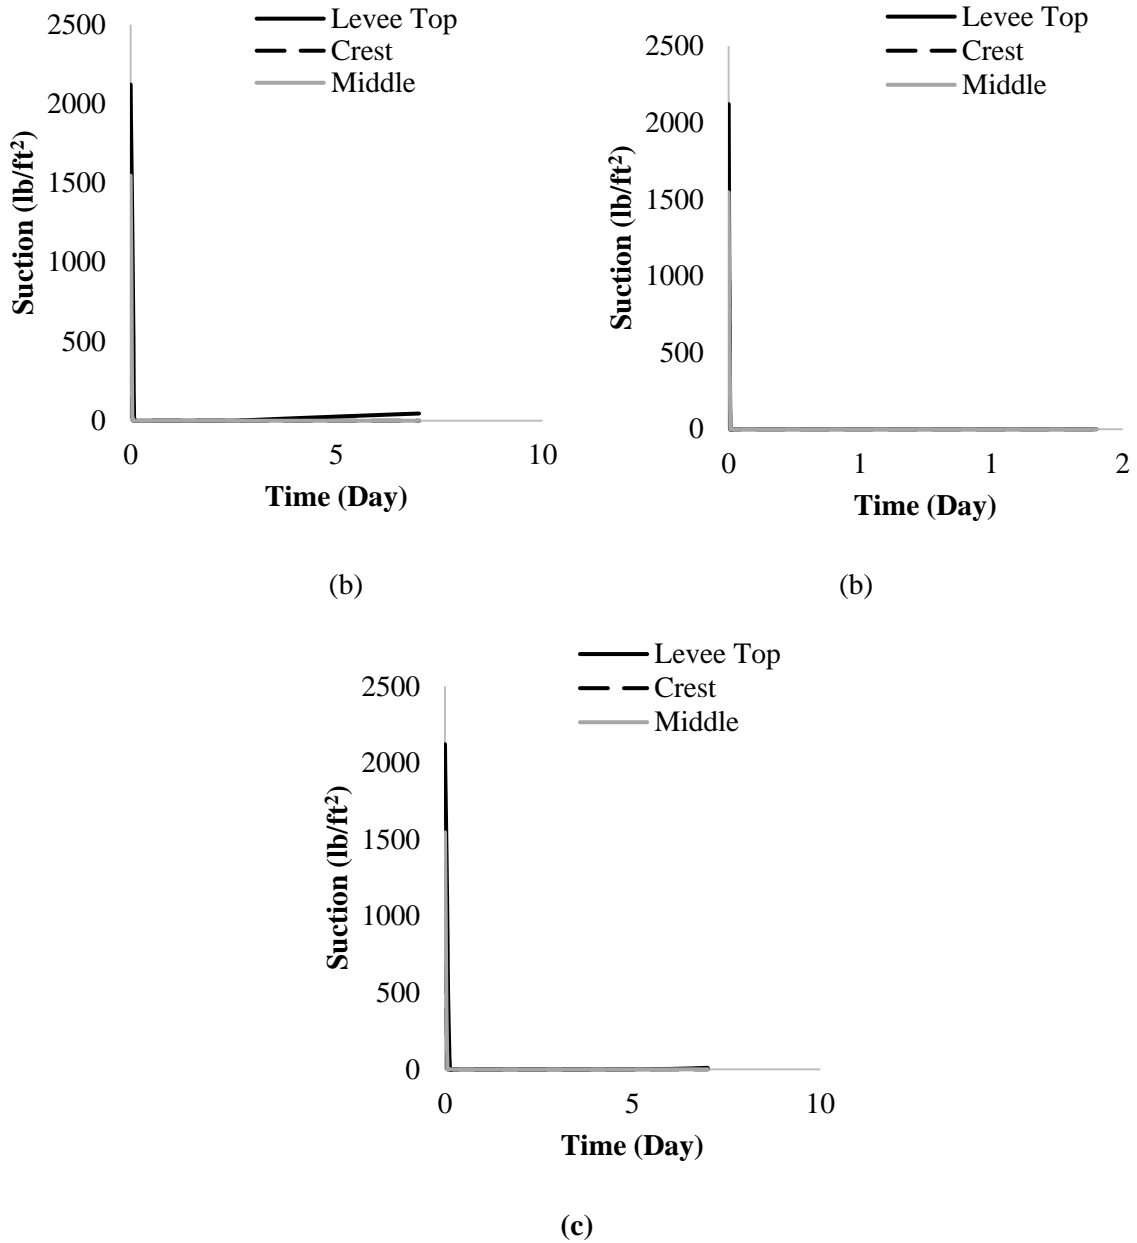 Levee Top
Crest
Middle
2500
2000
1500
1000
500
0
Suction (lb/ft²)
0 5 10
Time (Day)
(b)
Levee Top
Crest
Middle
2500
2000
1500
1000
500
0
Suction (lb/ft²)
0 1 1 2
Time (Day)
(b)
Levee Top
Crest
Middle
2500
2000
1500
1000
500
0
Suction (lb/ft²)
0 5 10
Time (Day)
(c)